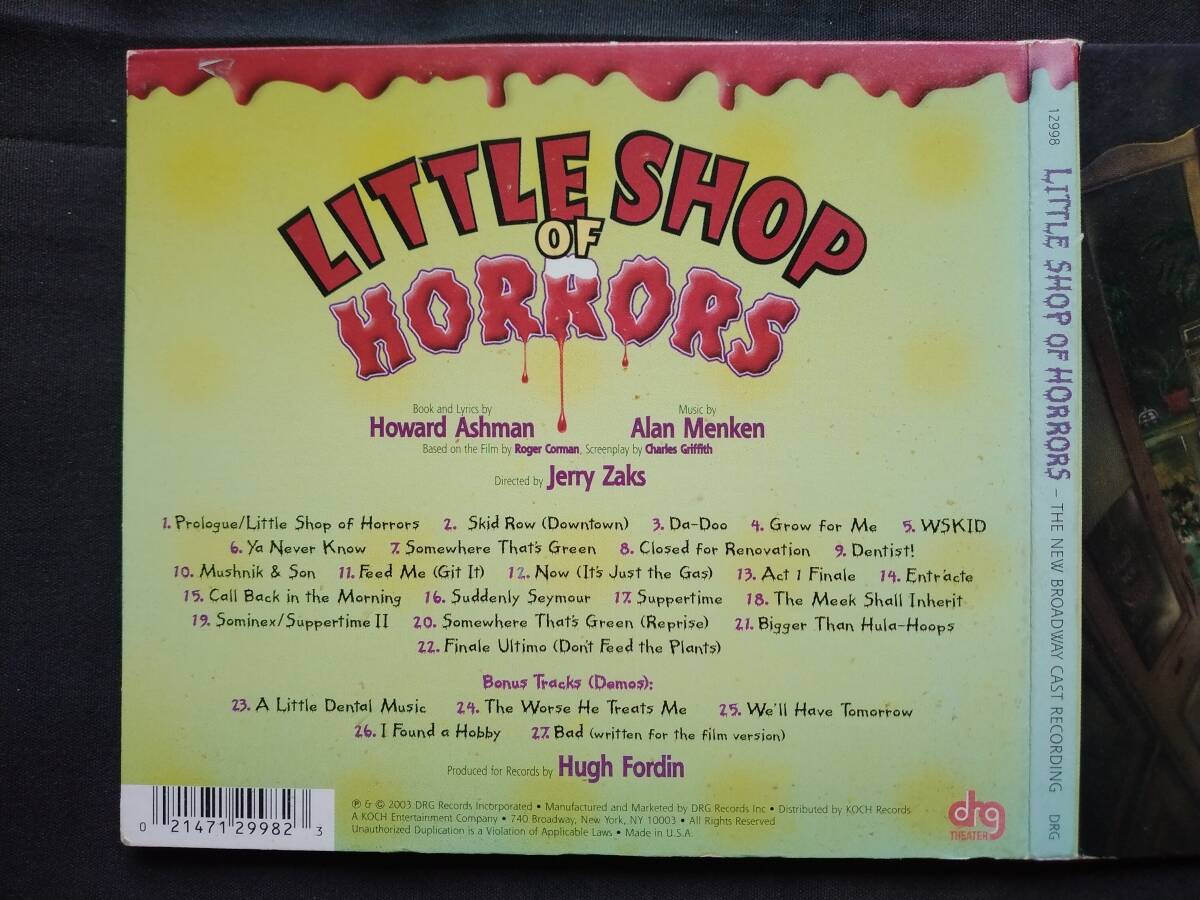 LITTLE SHOP
OF
HORRORS
Book and Lyrics by
Howard Ashman
Music by
Alan Menken
Based on the Film by Roger Corman, Screenplay by Charles Griffith
Directed by Jerry Zaks
1. Prologue/Little Shop of Horrors 2. Skid Row (Downtown) 3. Da-Doo 4. Grow for Me 5. WSKID
6. Ya Never Know 7. Somewhere That's Green 8. Closed for Renovation 9. Dentist!
10. Mushnik & Son 11. Feed Me (Git It) 12. Now (It's Just the Gas) 13. Act 1 Finale 14. Entr'acte
15. Call Back in the Morning 16. Suddenly Seymour 17. Suppertime 18. The Meek Shall Inherit
19. Sominex/Suppertime II 20. Somewhere That's Green (Reprise) 21. Bigger Than Hula-Hoops
22. Finale Ultimo (Don't Feed the Plants)
Bonus Tracks (Demos):
23. A Little Dental Music 24. The Worse He Treats Me 25. We'll Have Tomorrow
26. I Found a Hobby 27. Bad (written for the film version)
Produced for Records by Hugh Fordin
℗ & © 2003 DRG Records Incorporated • Manufactured and Marketed by DRG Records Inc • Distributed by KOCH Records
A KOCH Entertainment Company • 740 Broadway, New York, NY 10003 • All Rights Reserved
Unauthorized Duplication is a Violation of Applicable Laws • Made in U.S.A.
0 21471 29982 3
drg
THEATER
12998 LITTLE SHOP OF HORRORS – THE NEW BROADWAY CAST RECORDING DRG